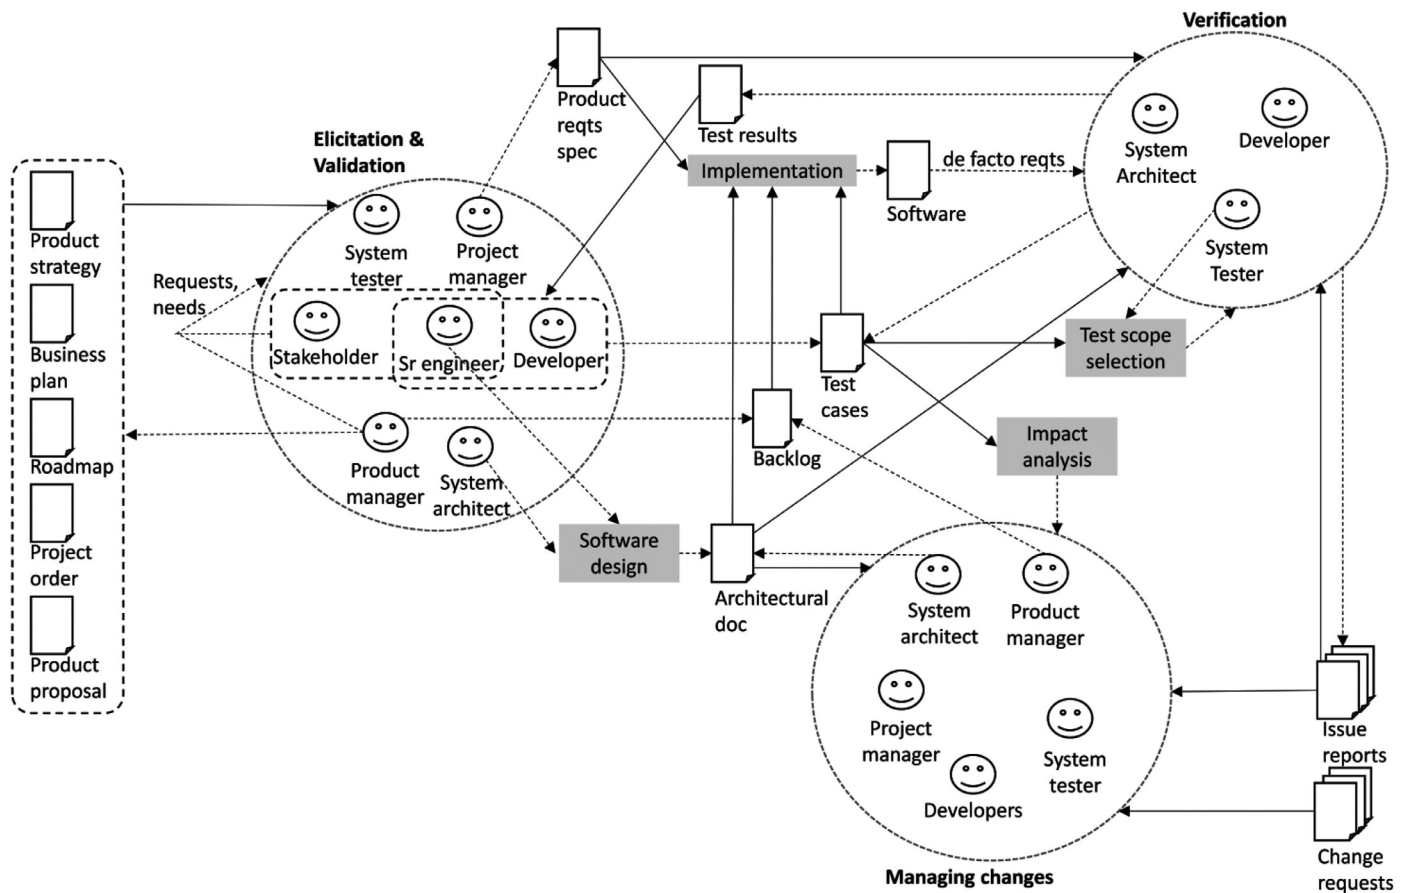 Verification
Product
reqts
spec
Test results
Elicitation &
Validation
Implementation
Software
de facto reqts
System
Architect
Developer
System
Tester
Product
strategy
Business
plan
Roadmap
Project
order
Product
proposal
Requests,
needs
System
tester
Project
manager
Stakeholder
Sr engineer
Developer
Product
manager
System
architect
Test
cases
Test scope
selection
Backlog
Impact
analysis
Software
design
Architectural
doc
System
architect
Product
manager
Project
manager
System
tester
Developers
Managing changes
Issue
reports
Change
requests